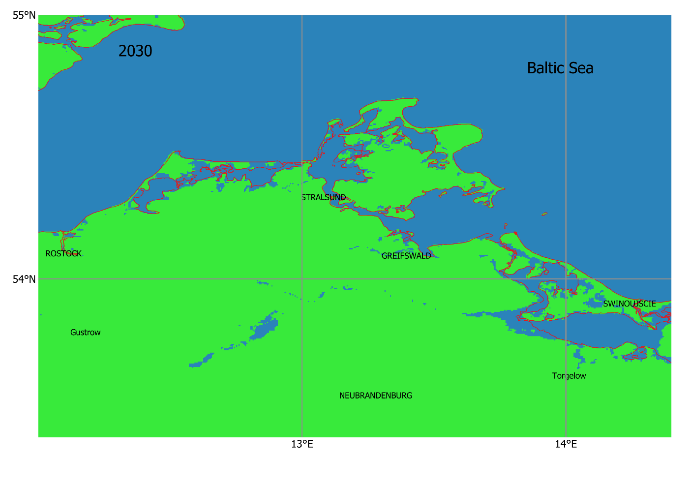 55°N
2030
Baltic Sea
STRALSUND
ROSTOCK
GREIFSWALD
54°N
SWINOUJSCIE
Gustrow
Torgelow
NEUBRANDENBURG
13°E
14°E